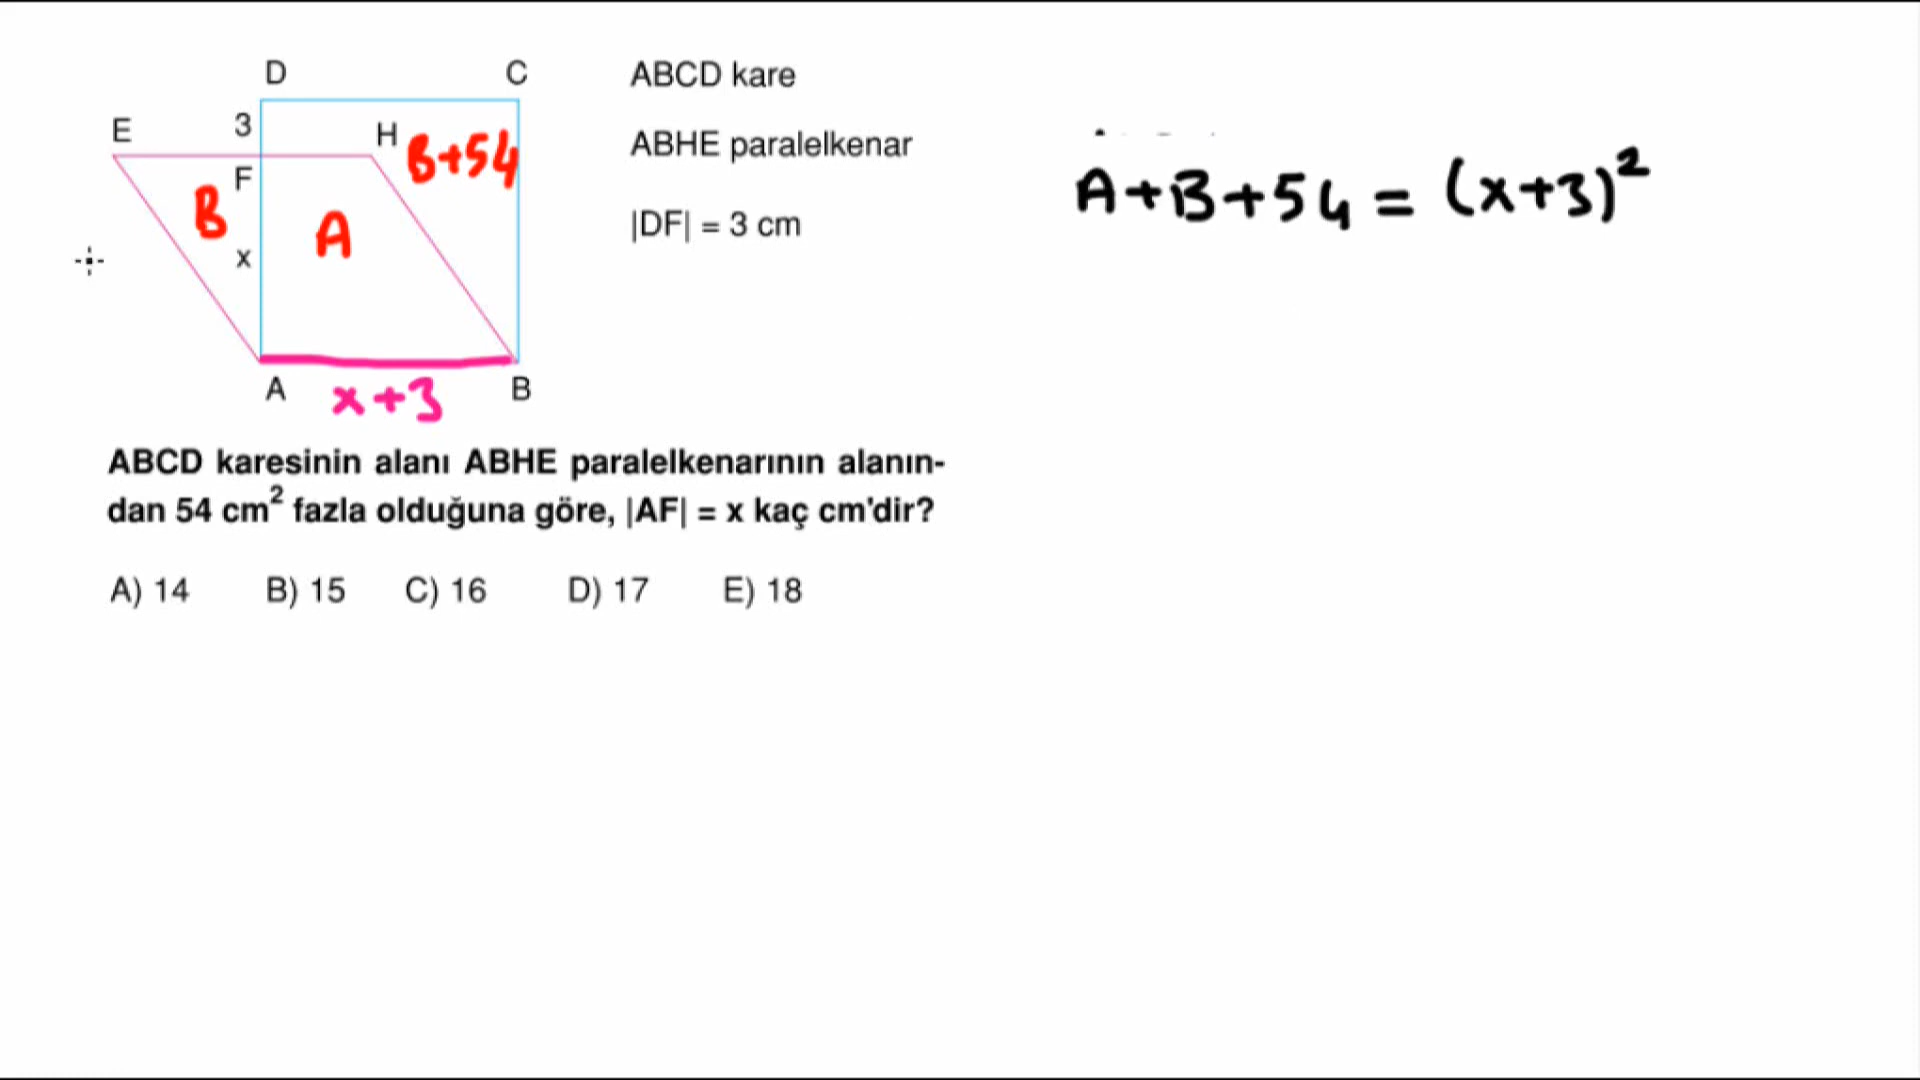 D C
E 3 H B+54
F
B A
x
A x+3 B
ABCD kare
ABHE paralelkenar
|DF| = 3 cm
A+B+54 = (x+3)²
ABCD karesinin alanı ABHE paralelkenarının alanın-
dan 54 cm² fazla olduğuna göre, |AF| = x kaç cm'dir?
A) 14 B) 15 C) 16 D) 17 E) 18